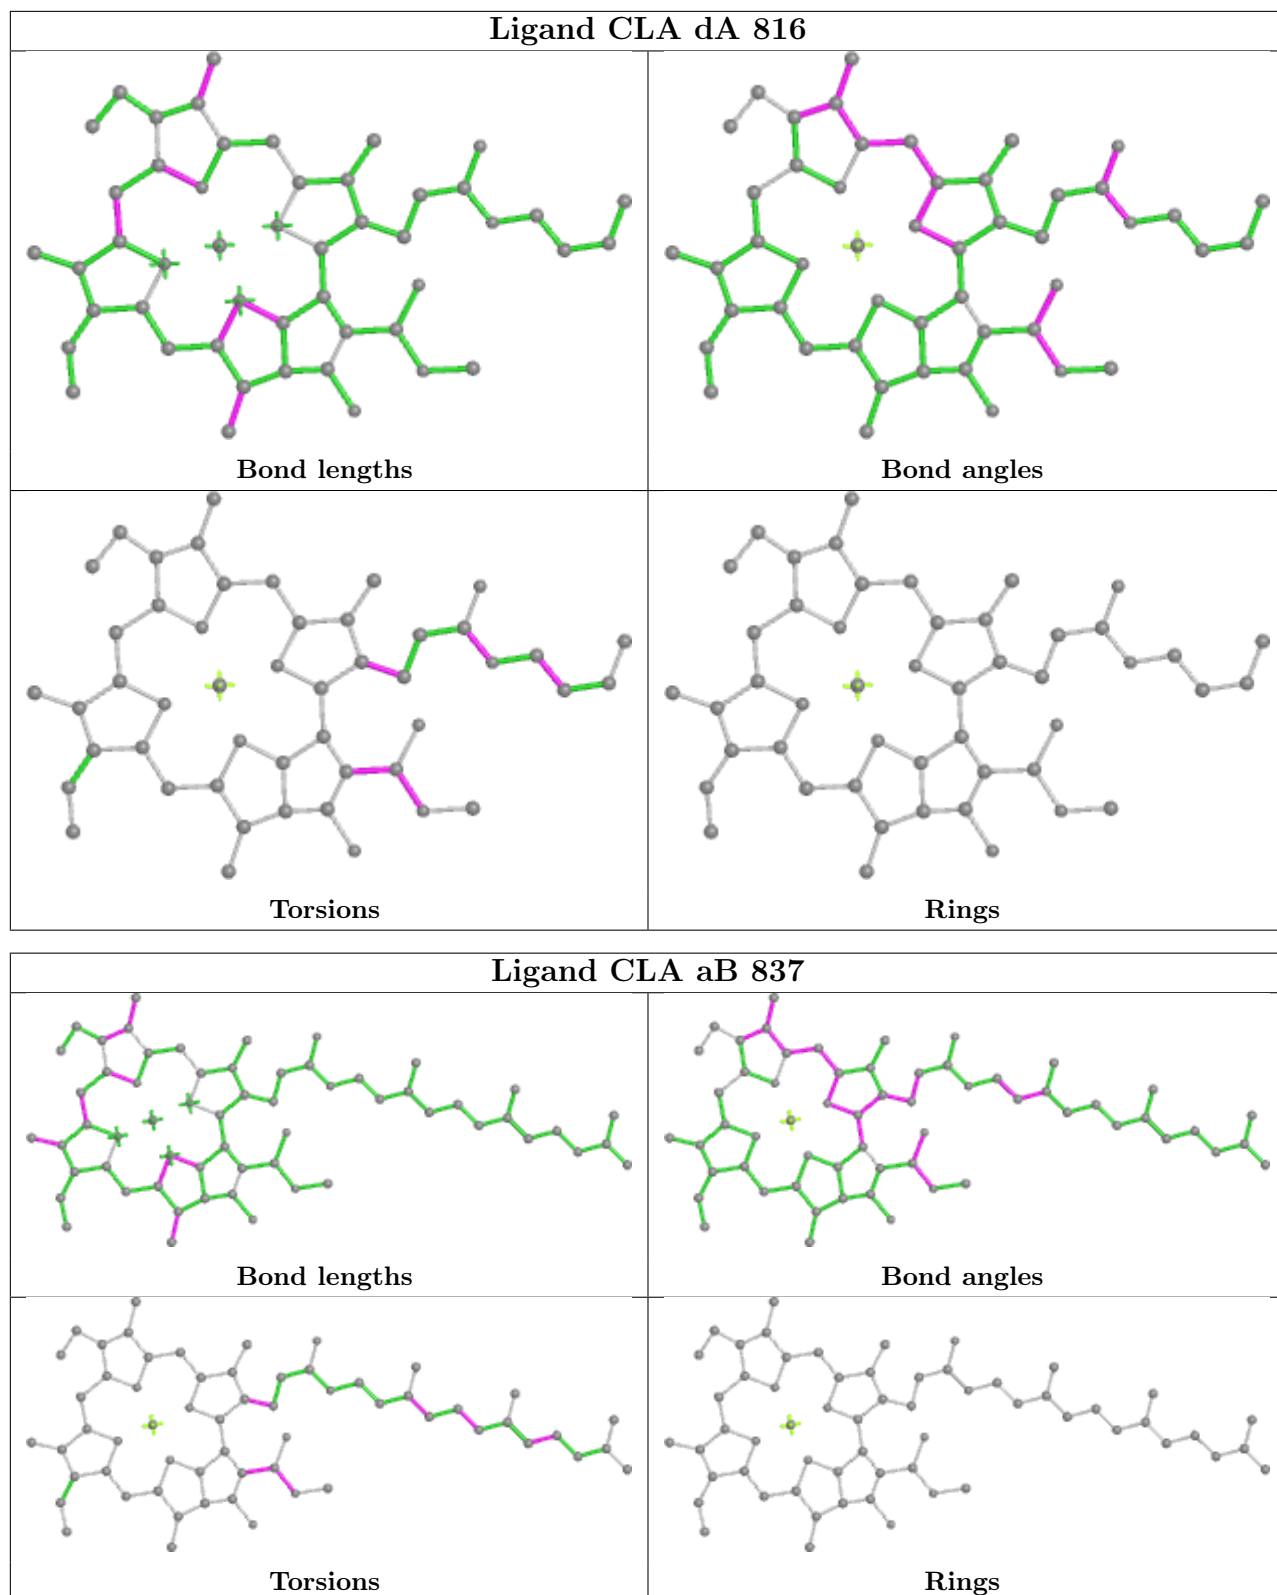 Ligand CLA dA 816
Bond lengths
Bond angles
Torsions
Rings
Ligand CLA aB 837
Bond lengths
Bond angles
Torsions
Rings